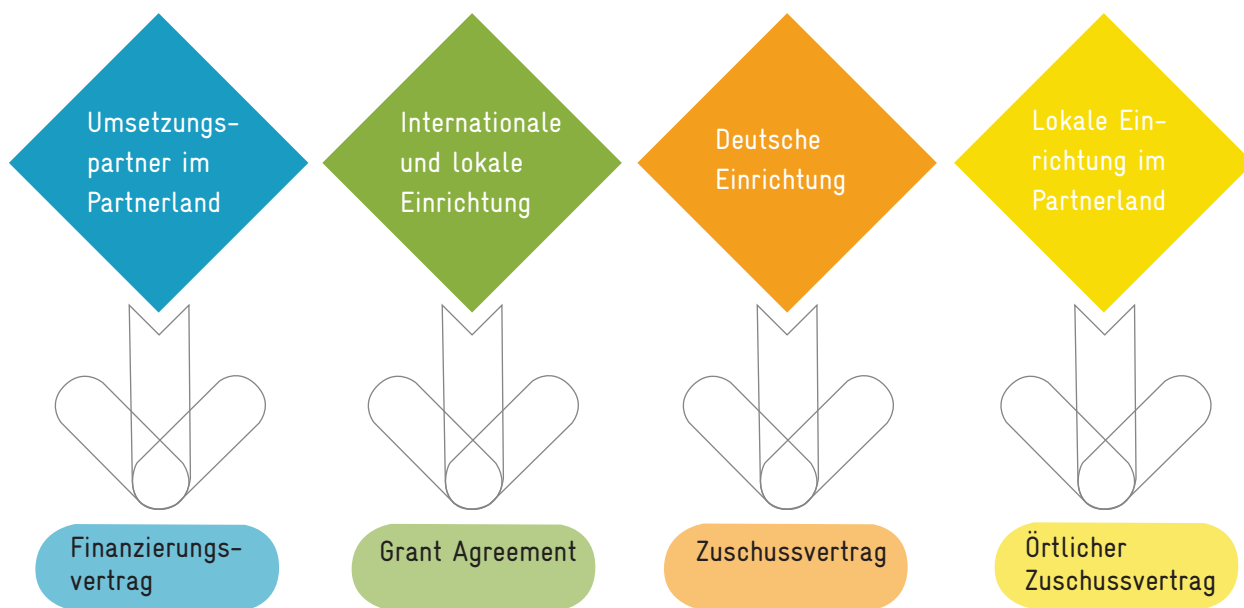 Umsetzungs-
partner im
Partnerland
Internationale
und lokale
Einrichtung
Deutsche
Einrichtung
Lokale Ein-
richtung im
Partnerland
Finanzierungs-
vertrag
Grant Agreement
Zuschussvertrag
Örtlicher
Zuschussvertrag